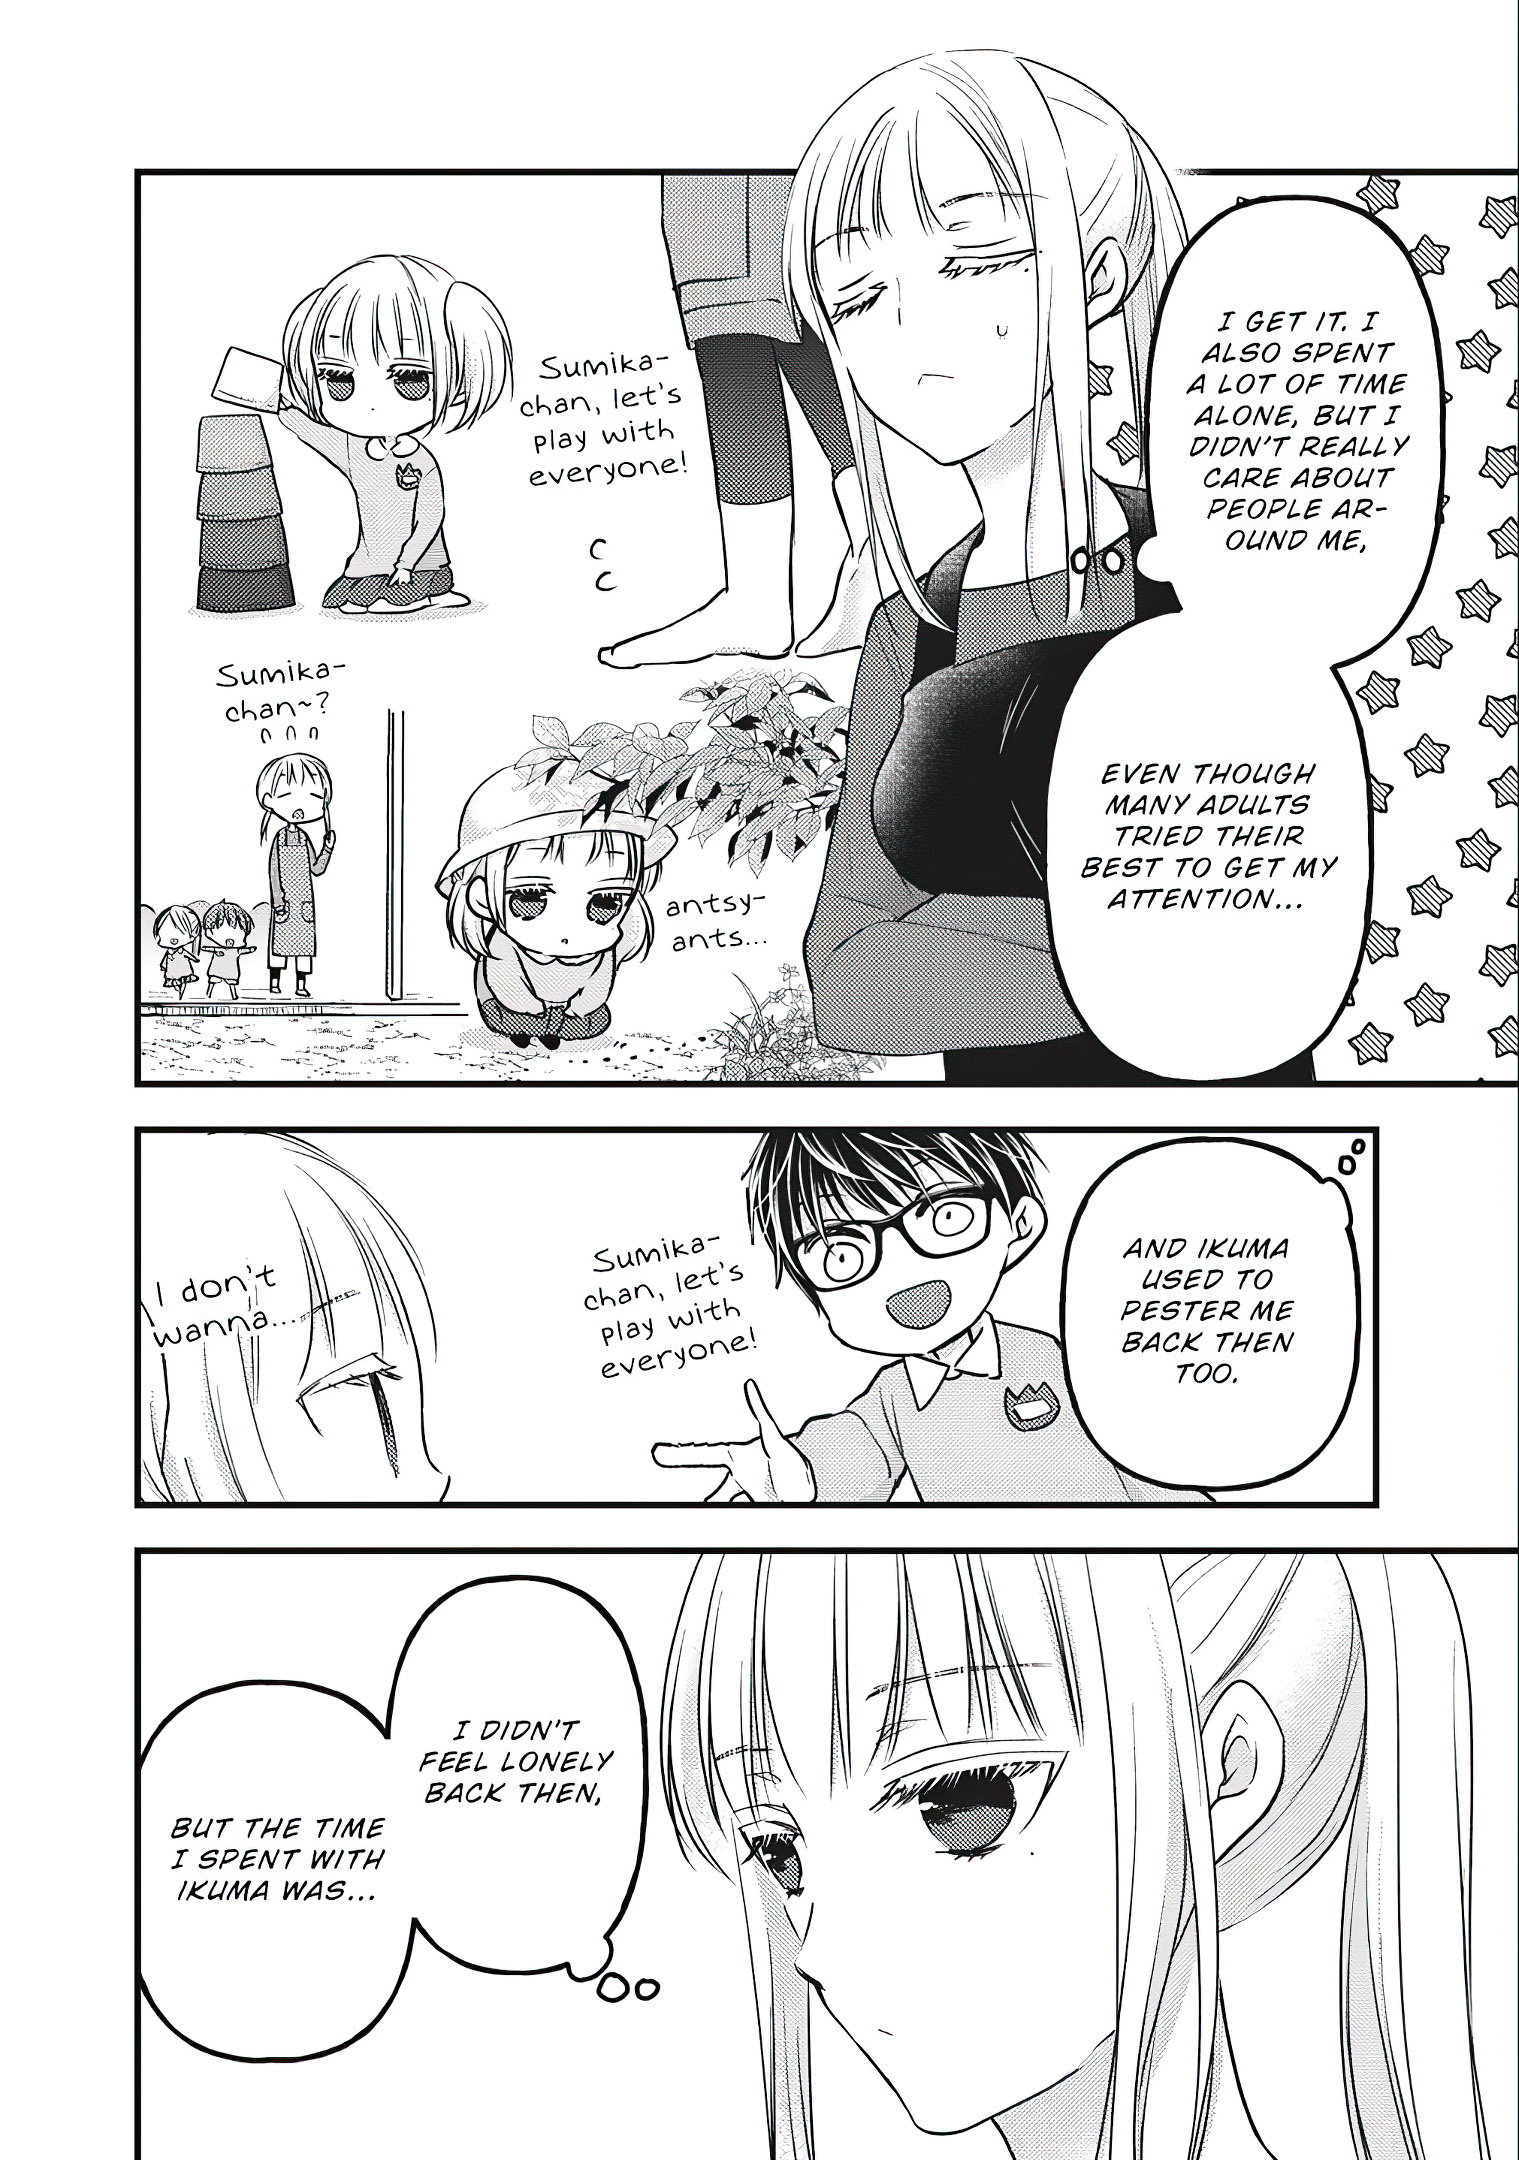 I GET IT. I
ALSO SPENT
A LOT OF TIME
ALONE, BUT I
DIDN'T REALLY
CARE ABOUT
PEOPLE AR-
OUND ME,
EVEN THOUGH
MANY ADULTS
TRIED THEIR
BEST TO GET MY
ATTENTION...
Sumika-
chan, let's
play with
everyone!
Sumika-
chan~?
antsy-
ants...
AND IKUMA
USED TO
PESTER ME
BACK THEN
TOO.
Sumika-
chan, let's
play with
everyone!
I don't
wanna...
I DIDN'T
FEEL LONELY
BACK THEN,
BUT THE TIME
I SPENT WITH
IKUMA WAS...